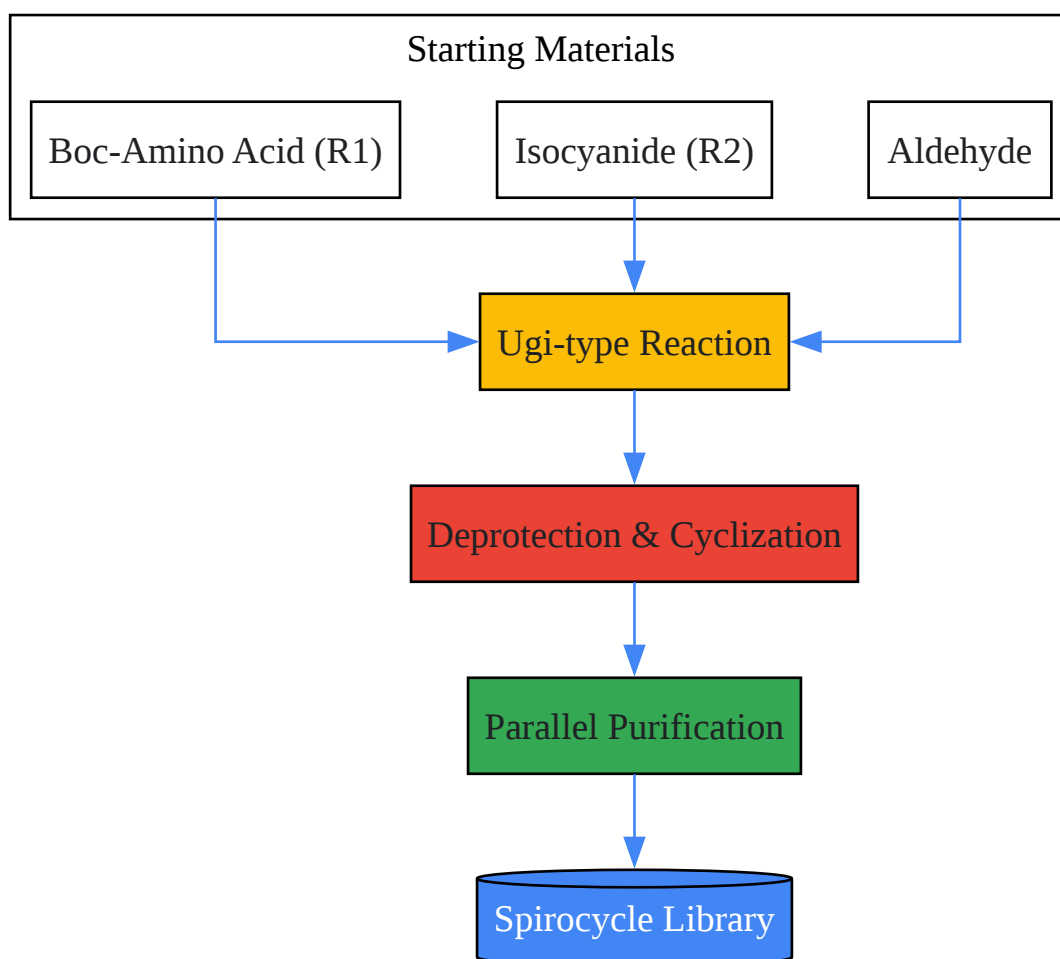 Starting Materials
Boc-Amino Acid (R1)
Isocyanide (R2)
Aldehyde
Ugi-type Reaction
Deprotection & Cyclization
Parallel Purification
Spirocycle Library